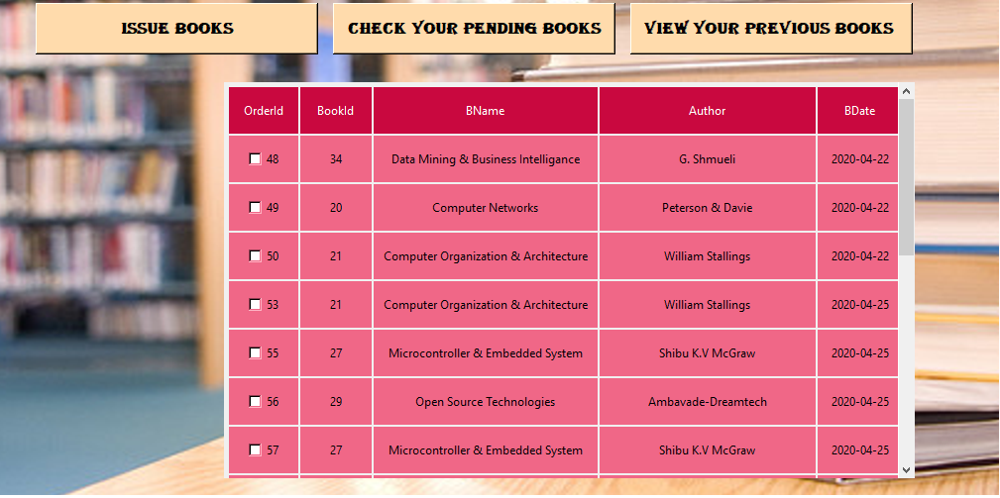 ISSUE BOOKS CHECK YOUR PENDING BOOKS VIEW YOUR PREVIOUS BOOKS
OrderId BookId BName Author BDate
48 34 Data Mining & Business Intelligance G. Shmueli 2020-04-22
49 20 Computer Networks Peterson & Davie 2020-04-22
50 21 Computer Organization & Architecture William Stallings 2020-04-22
53 21 Computer Organization & Architecture William Stallings 2020-04-25
55 27 Microcontroller & Embedded System Shibu K.V McGraw 2020-04-25
56 29 Open Source Technologies Ambavade-Dreamtech 2020-04-25
57 27 Microcontroller & Embedded System Shibu K.V McGraw 2020-04-25